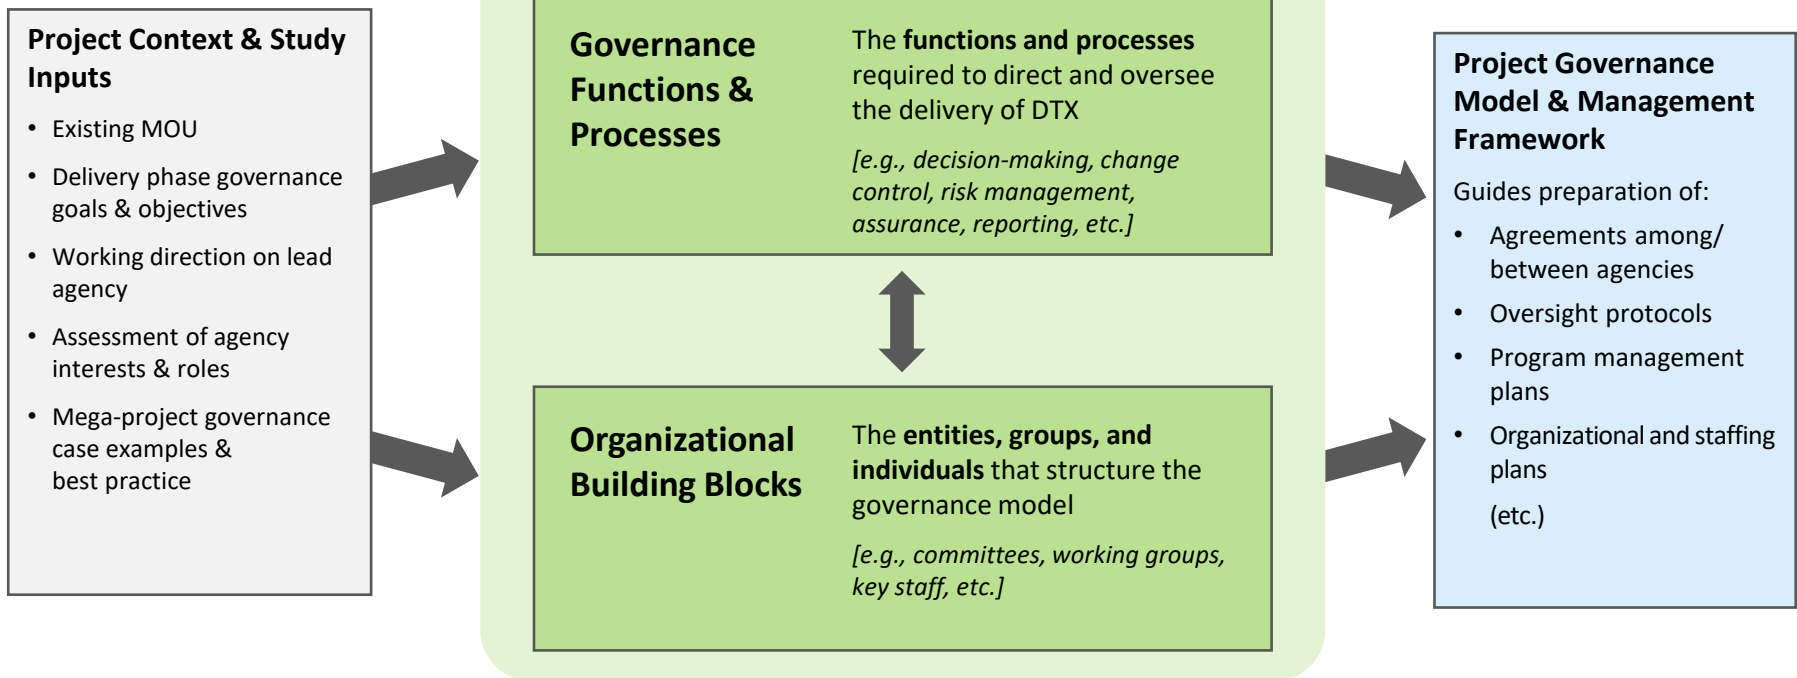 Project Context & Study
Inputs
• Existing MOU
• Delivery phase governance
goals & objectives
• Working direction on lead
agency
• Assessment of agency
interests & roles
• Mega-project governance
case examples &
best practice
Governance
Functions &
Processes
The functions and processes
required to direct and oversee
the delivery of DTX
[e.g., decision-making, change
control, risk management,
assurance, reporting, etc.]
Organizational
Building Blocks
The entities, groups, and
individuals that structure the
governance model
[e.g., committees, working groups,
key staff, etc.]
Project Governance
Model & Management
Framework
Guides preparation of:
• Agreements among/
between agencies
• Oversight protocols
• Program management
plans
• Organizational and staffing
plans
(etc.)